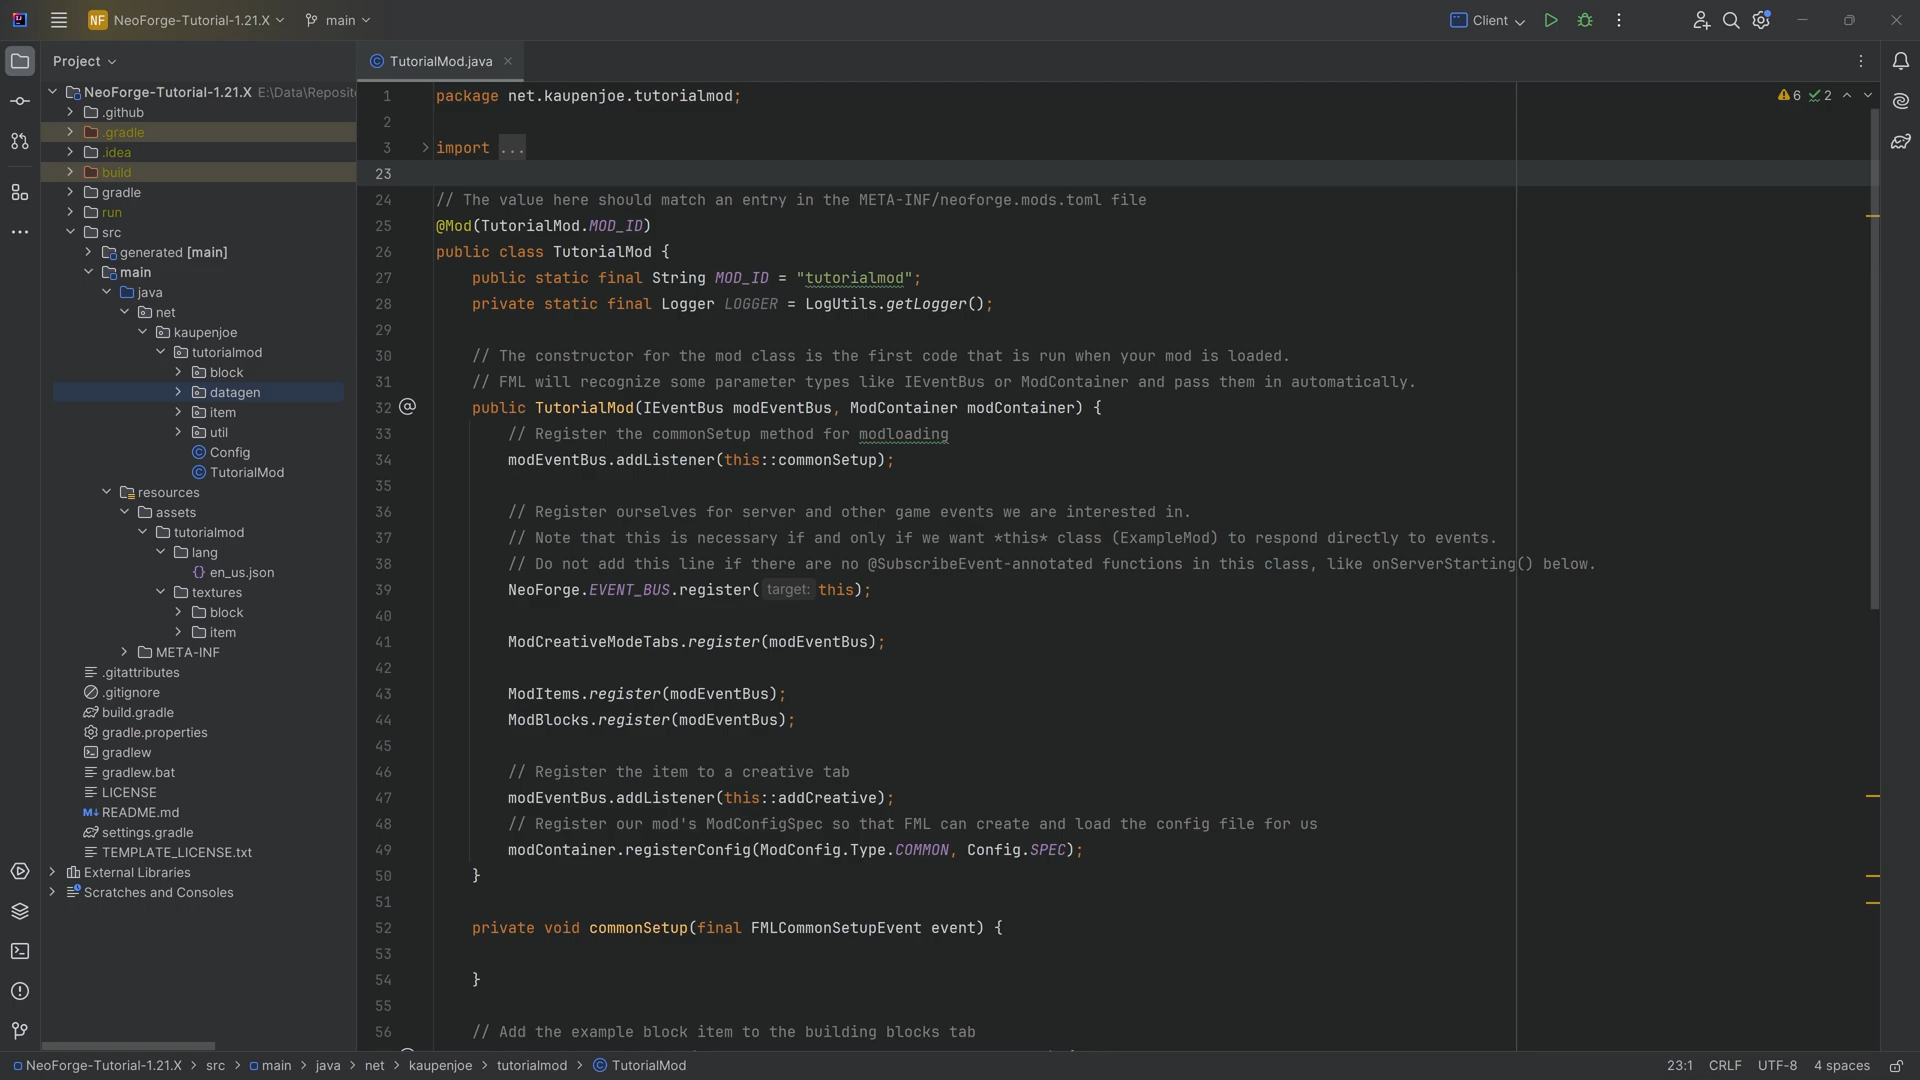 NF NeoForge-Tutorial-1.21.X main Client
Project
TutorialMod.java
NeoForge-Tutorial-1.21.X E:\Data\Reposit
.github
.gradle
.idea
build
gradle
run
src
generated [main]
main
java
net
kaupenjoe
tutorialmod
block
datagen
item
util
Config
TutorialMod
resources
assets
tutorialmod
lang
en_us.json
textures
block
item
META-INF
.gitattributes
.gitignore
build.gradle
gradle.properties
gradlew
gradlew.bat
LICENSE
M↓ README.md
settings.gradle
TEMPLATE_LICENSE.txt
External Libraries
Scratches and Consoles
6 2
1 package net.kaupenjoe.tutorialmod;
2
3 import ...
23
24 // The value here should match an entry in the META-INF/neoforge.mods.toml file
25 @Mod(TutorialMod.MOD_ID)
26 public class TutorialMod {
27 public static final String MOD_ID = "tutorialmod";
28 private static final Logger LOGGER = LogUtils.getLogger();
29
30 // The constructor for the mod class is the first code that is run when your mod is loaded.
31 // FML will recognize some parameter types like IEventBus or ModContainer and pass them in automatically.
32 @ public TutorialMod(IEventBus modEventBus, ModContainer modContainer) {
33 // Register the commonSetup method for modloading
34 modEventBus.addListener(this::commonSetup);
35
36 // Register ourselves for server and other game events we are interested in.
37 // Note that this is necessary if and only if we want *this* class (ExampleMod) to respond directly to events.
38 // Do not add this line if there are no @SubscribeEvent-annotated functions in this class, like onServerStarting() below.
39 NeoForge.EVENT_BUS.register( target: this);
40
41 ModCreativeModeTabs.register(modEventBus);
42
43 ModItems.register(modEventBus);
44 ModBlocks.register(modEventBus);
45
46 // Register the item to a creative tab
47 modEventBus.addListener(this::addCreative);
48 // Register our mod's ModConfigSpec so that FML can create and load the config file for us
49 modContainer.registerConfig(ModConfig.Type.COMMON, Config.SPEC);
50 }
51
52 private void commonSetup(final FMLCommonSetupEvent event) {
53
54 }
55
56 // Add the example block item to the building blocks tab
NeoForge-Tutorial-1.21.X > src > main > java > net > kaupenjoe > tutorialmod > TutorialMod 23:1 CRLF UTF-8 4 spaces